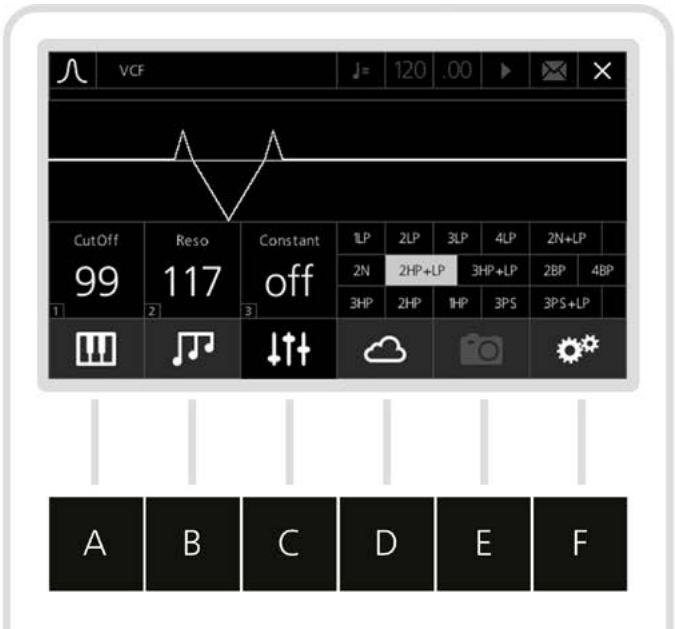 VCF ♩= 120 .00
CutOff Reso Constant
99 117 off
1 2 3
1LP 2LP 3LP 4LP 2N+LP
2N 2HP+LP 3HP+LP 2BP 4BP
3HP 2HP 1HP 3PS 3PS+LP
A B C D E F